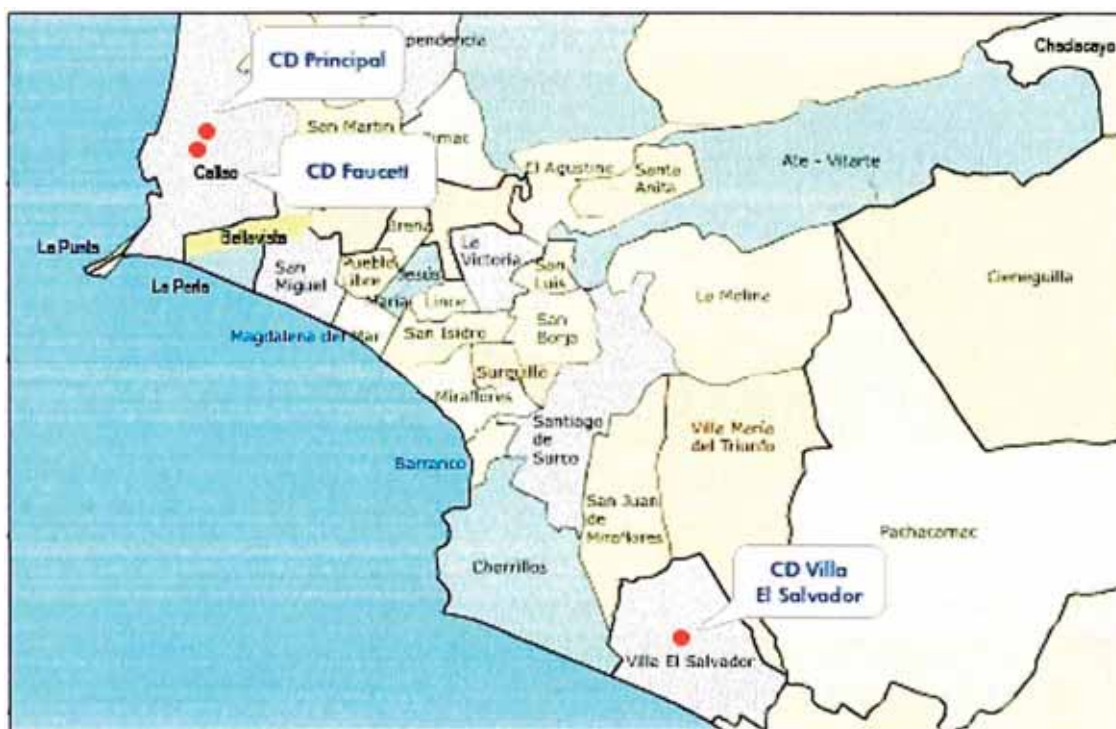 pendencia
CD Principal
Chaclacayo
San Martin
Rimac
CD Faucett
Callao
El Agustino
Santa
Anita
Ate - Vitarte
La Punta
Bellavista
Breña
La
Victoria
San
Luis
San
Miguel
Pueblo
Libre
Jesús
María
Lince
La Perla
La Molina
Cieneguilla
Magdalena del Mar
San Isidro
San
Borja
Surquillo
Miraflores
Santiago
de
Surco
Villa María
del Triunfo
Barranco
San Juan
de
Miraflores
Pachacamac
Chorrillos
CD Villa
El Salvador
Villa El Salvador